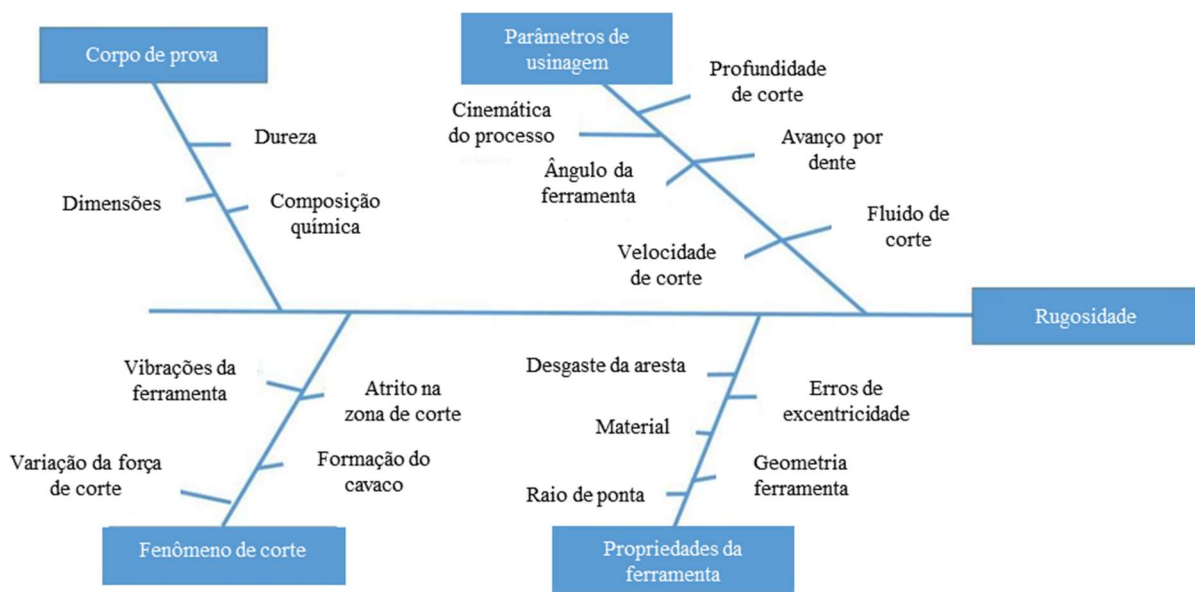 Corpo de prova
Dureza
Dimensões
Composição
química
Parâmetros de
usinagem
Profundidade
de corte
Cinemática
do processo
Avanço por
dente
Ângulo da
ferramenta
Fluido de
corte
Velocidade
de corte
Rugosidade
Vibrações da
ferramenta
Atrito na
zona de corte
Variação da força
de corte
Formação do
cavaco
Fenômeno de corte
Desgaste da aresta
Erros de
excentricidade
Material
Geometria
ferramenta
Raio de ponta
Propriedades da
ferramenta